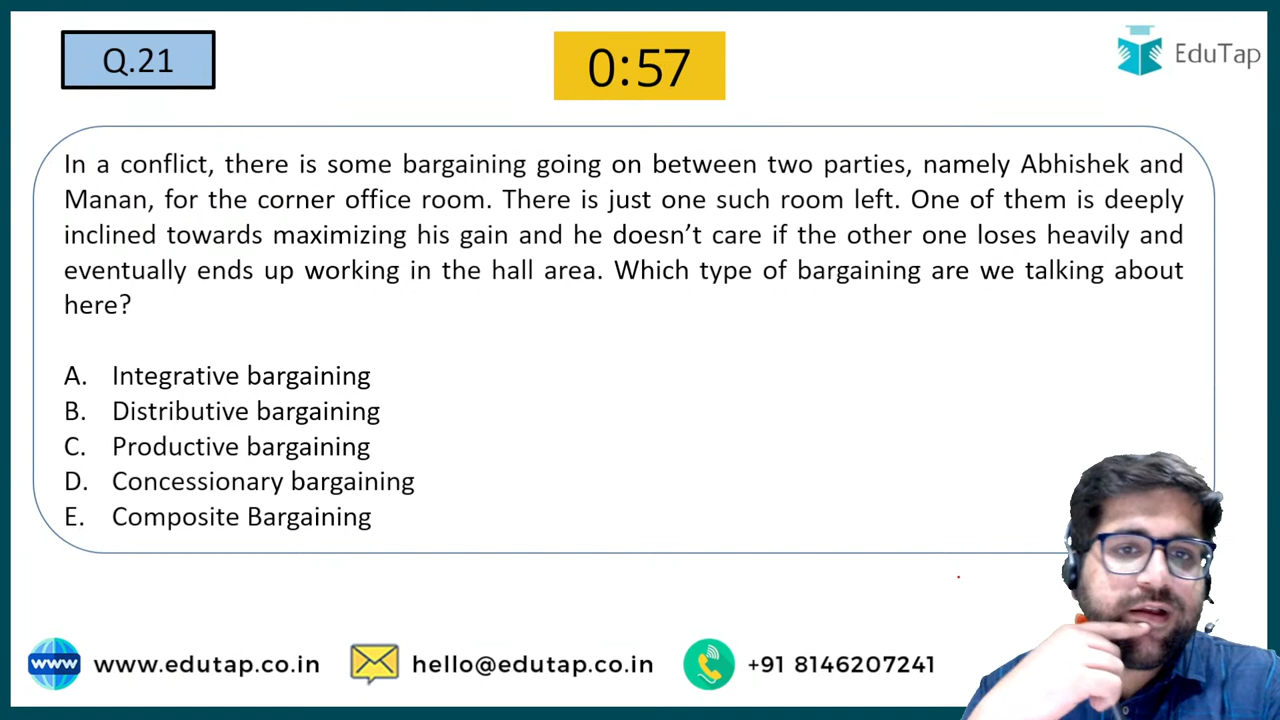 Q.21
0:57
EduTap
In a conflict, there is some bargaining going on between two parties, namely Abhishek and
Manan, for the corner office room. There is just one such room left. One of them is deeply
inclined towards maximizing his gain and he doesn’t care if the other one loses heavily and
eventually ends up working in the hall area. Which type of bargaining are we talking about
here?
A. Integrative bargaining
B. Distributive bargaining
C. Productive bargaining
D. Concessionary bargaining
E. Composite Bargaining
www www.edutap.co.in hello@edutap.co.in +91 8146207241